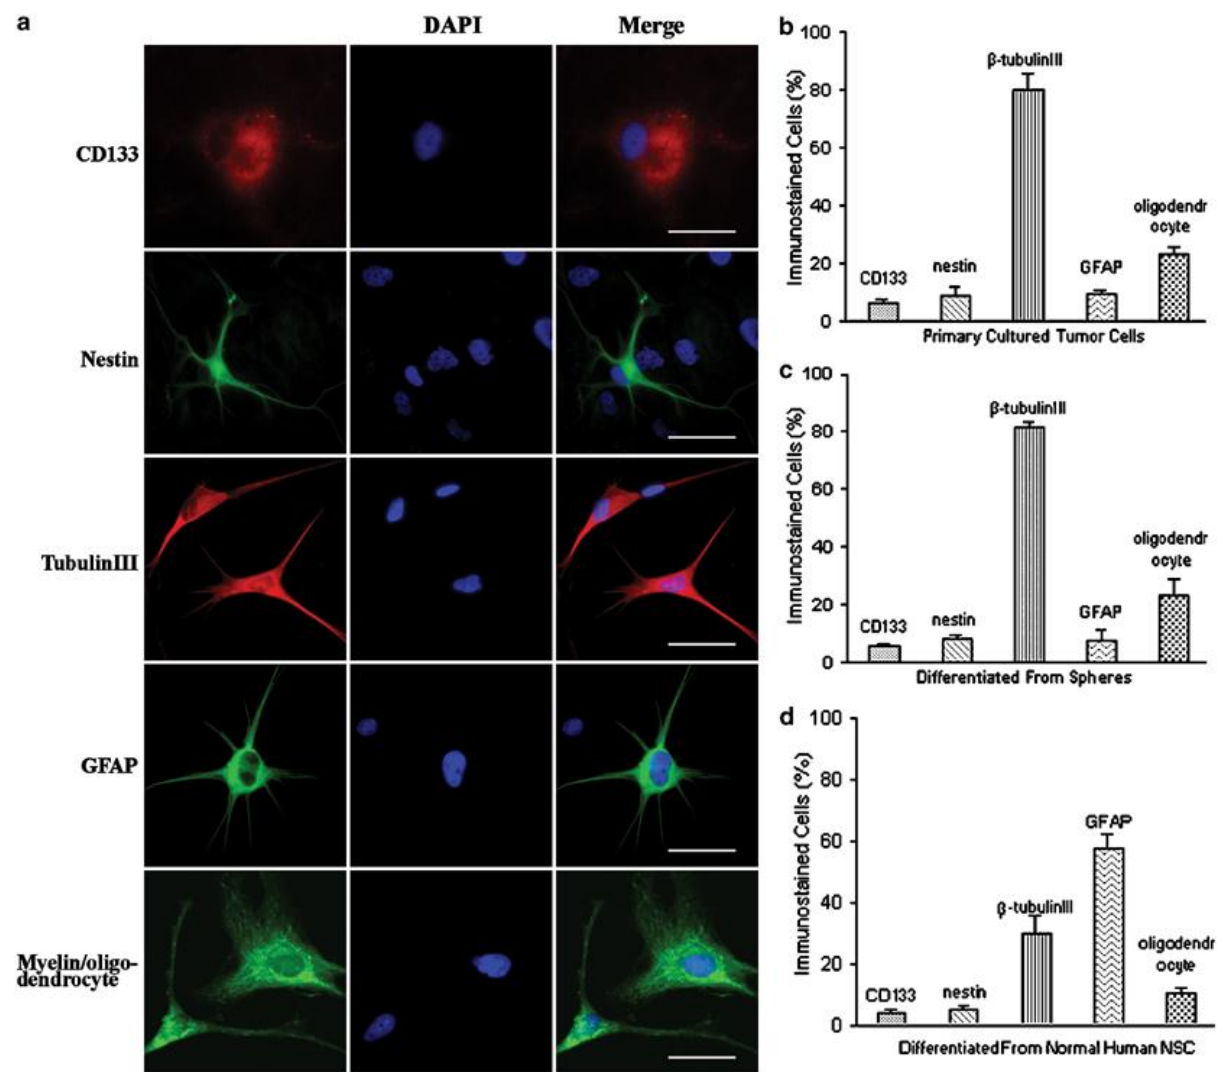 a
DAPI
Merge
CD133
Nestin
TubulinIII
GFAP
Myelin/oligo-
dendrocyte
b
Immunostained Cells (%)
100
80
60
40
20
0
CD133
nestin
β-tubulinIII
GFAP
oligodendr
ocyte
Primary Cultured Tumor Cells
c
Immunostained Cells (%)
100
80
60
40
20
0
CD133
nestin
β-tubulinIII
GFAP
oligodendr
ocyte
Differentiated From Spheres
d
Immunostained Cells (%)
100
80
60
40
20
0
CD133
nestin
β-tubulinIII
GFAP
oligodendr
ocyte
Differentiated From Normal Human NSC